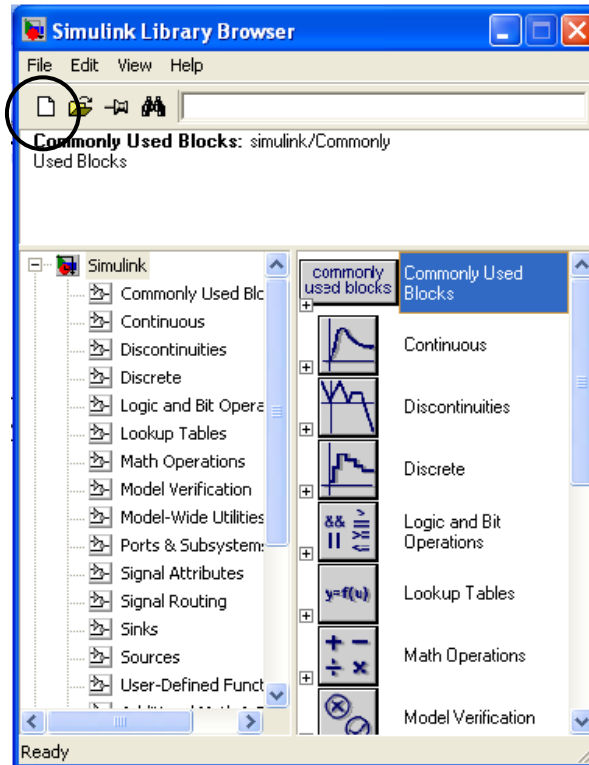 Simulink Library Browser
File Edit View Help
Commonly Used Blocks: simulink/Commonly
Used Blocks
Simulink
Commonly Used Blc
Continuous
Discontinuities
Discrete
Logic and Bit Opera
Lookup Tables
Math Operations
Model Verification
Model-Wide Utilities
Ports & Subsystem
Signal Attributes
Signal Routing
Sinks
Sources
User-Defined Funct
commonly
used blocks
Commonly Used
Blocks
Continuous
Discontinuities
Discrete
&& >=
|| <=
Logic and Bit
Operations
y=f(u)
Lookup Tables
+ −
÷ ×
Math Operations
Model Verification
Ready